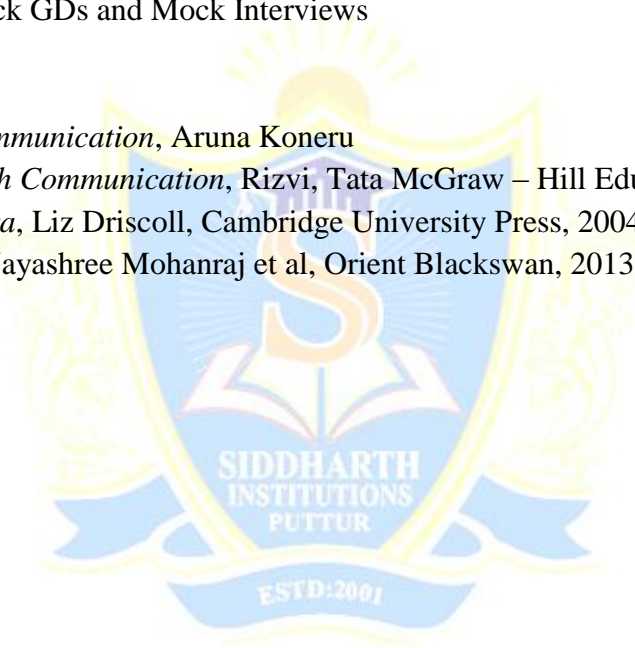 ck GDs and Mock Interviews
mmunication, Aruna Koneru
h Communication, Rizvi, Tata McGraw – Hill Edu
a, Liz Driscoll, Cambridge University Press, 2004
ayashree Mohanraj et al, Orient Blackswan, 2013
S
SIDDHARTH
INSTITUTIONS
PUTTUR
ESTD:2001